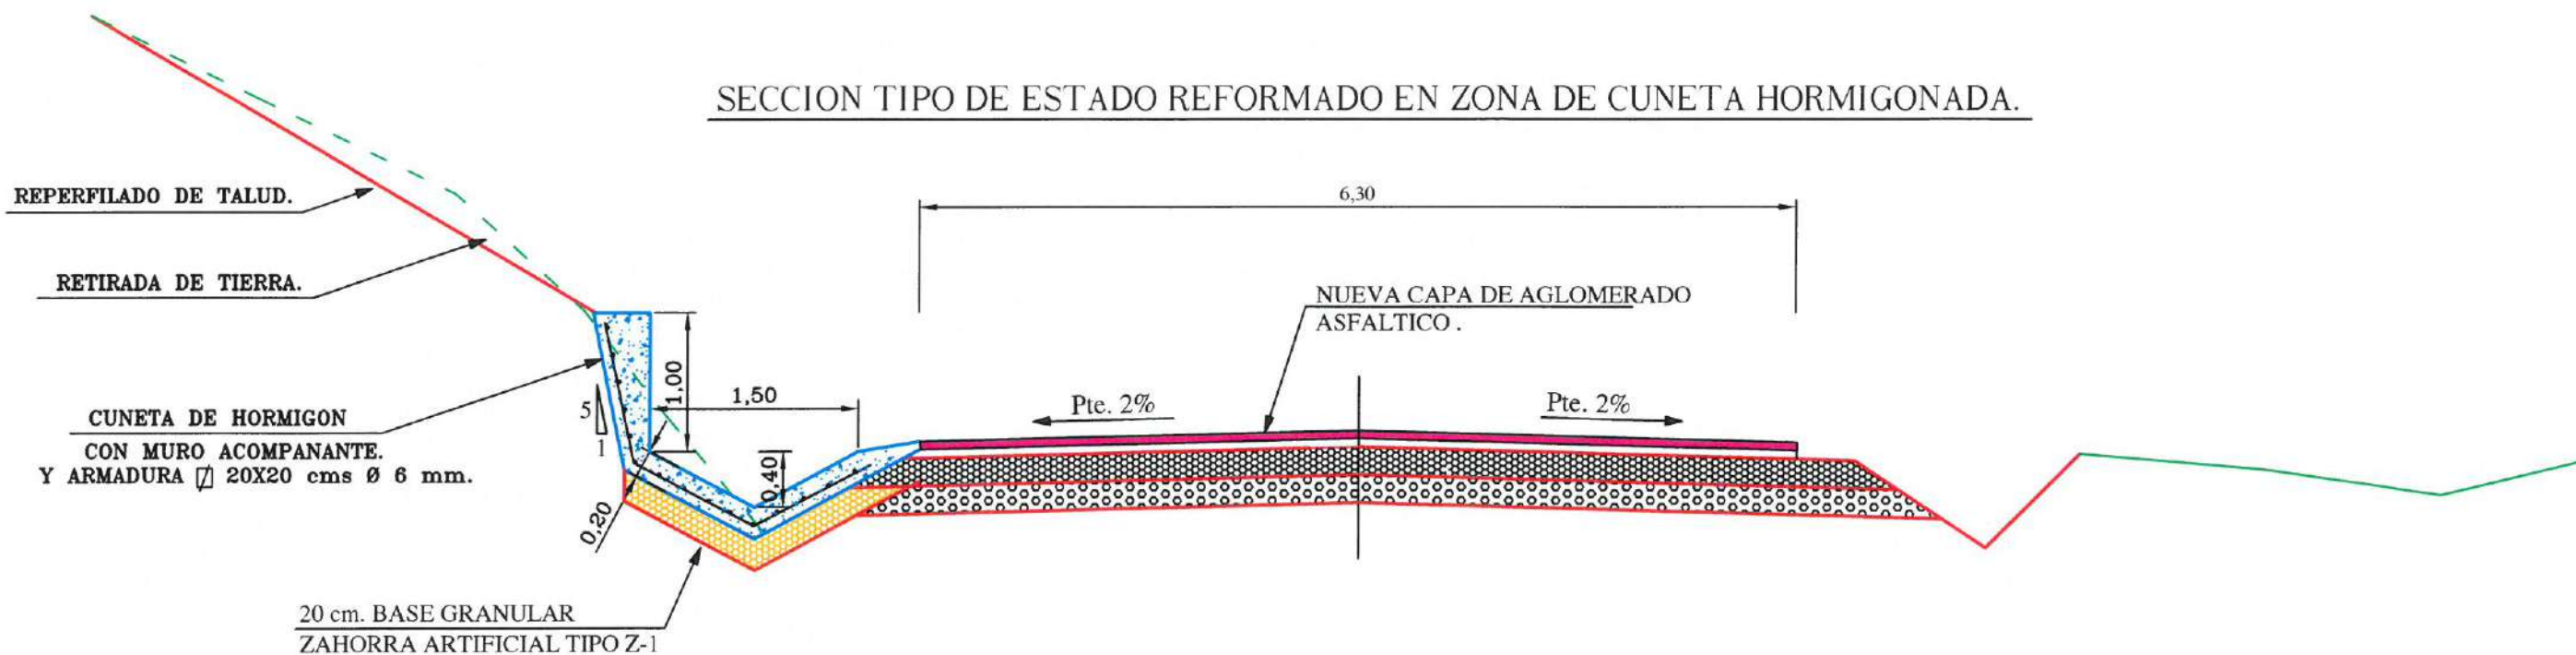 SECCION TIPO DE ESTADO REFORMADO EN ZONA DE CUNETA HORMIGONADA.
6,30
REPERFILADO DE TALUD.
RETIRADA DE TIERRA.
NUEVA CAPA DE AGLOMERADO
ASFALTICO .
1,00
1,50
5
1
Pte. 2%
Pte. 2%
CUNETA DE HORMIGON
CON MURO ACOMPANANTE.
Y ARMADURA 20X20 cms Ø 6 mm.
0,40
0,20
20 cm. BASE GRANULAR
ZAHORRA ARTIFICIAL TIPO Z-1